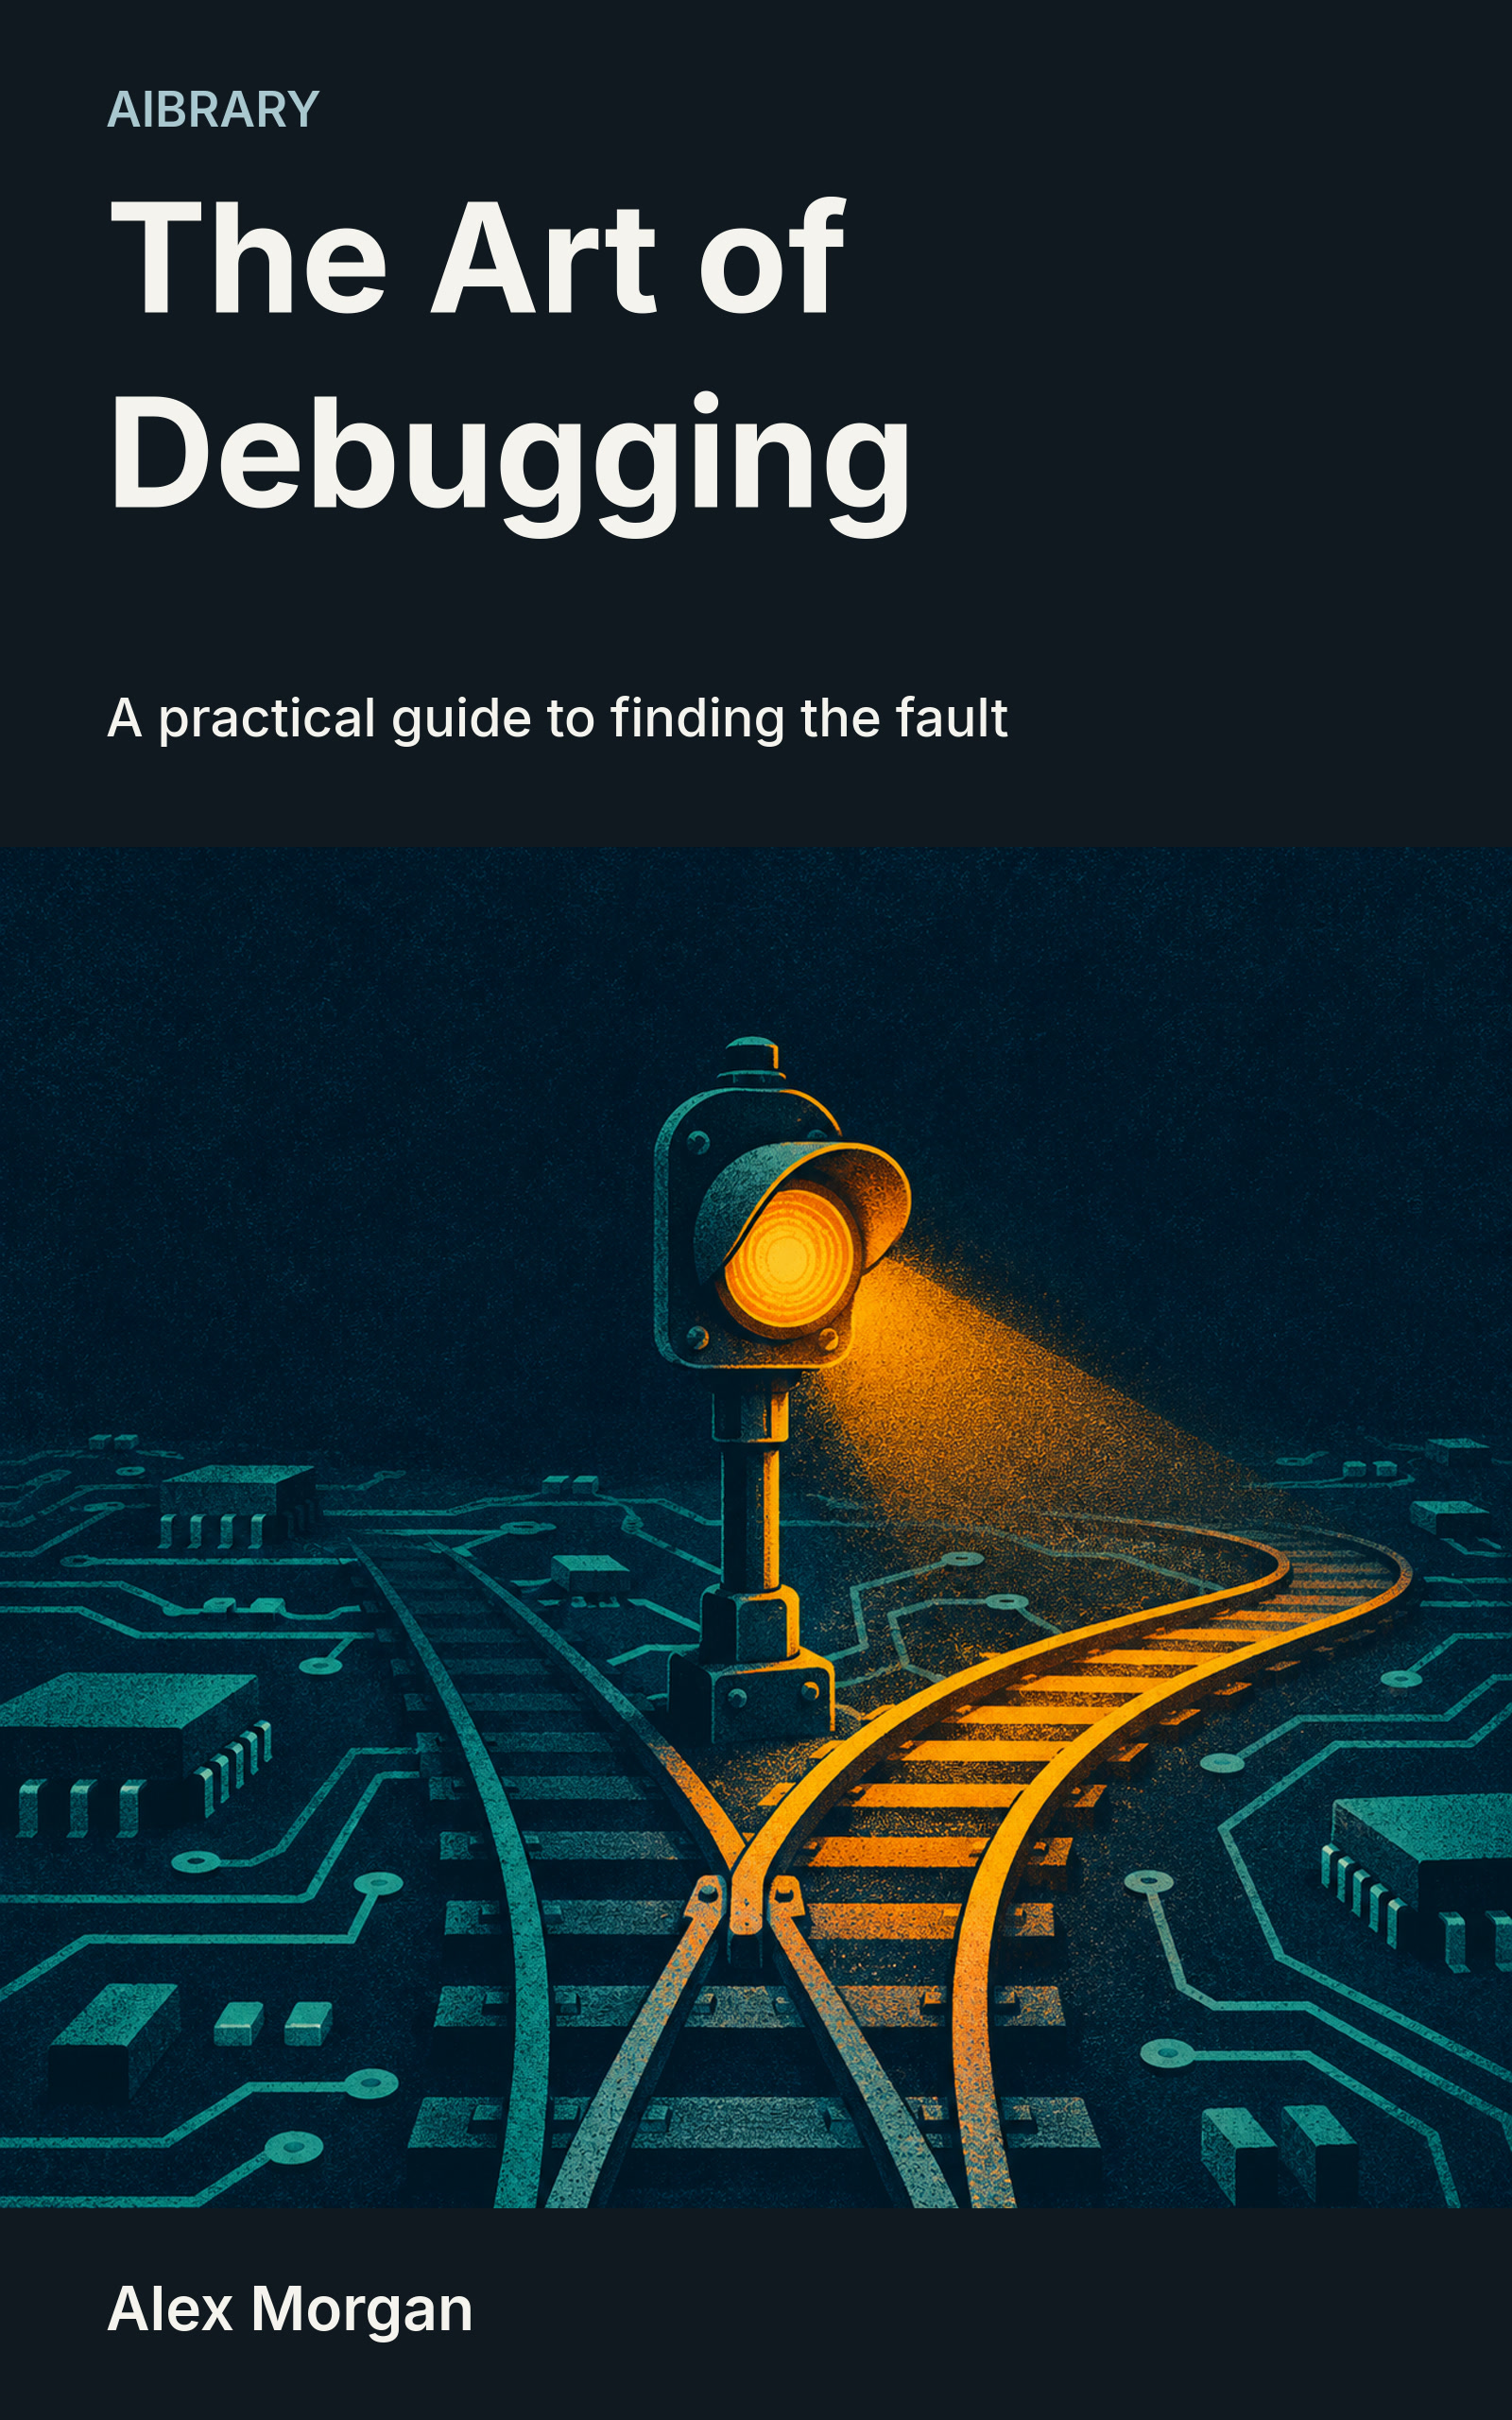 AIBRARY
The Art of
Debugging
A practical guide to finding the fault
Alex Morgan